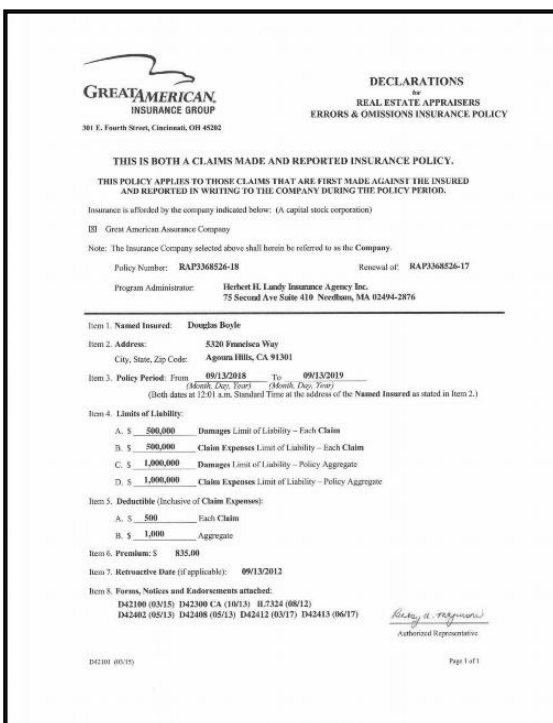 GREATAMERICAN.
INSURANCE GROUP
301 E. Fourth Street, Cincinnati, OH 45202
DECLARATIONS
for
REAL ESTATE APPRAISERS
ERRORS & OMISSIONS INSURANCE POLICY
THIS IS BOTH A CLAIMS MADE AND REPORTED INSURANCE POLICY.
THIS POLICY APPLIES TO THOSE CLAIMS THAT ARE FIRST MADE AGAINST THE INSURED
AND REPORTED IN WRITING TO THE COMPANY DURING THE POLICY PERIOD.
Insurance is afforded by the company indicated below: (A capital stock corporation)
☒ Great American Assurance Company
Note: The Insurance Company selected above shall herein be referred to as the Company.
Policy Number: RAP3368526-18 Renewal of: RAP3368526-17
Program Administrator: Herbert H. Landy Insurance Agency Inc.
75 Second Ave Suite 410 Needham, MA 02494-2876
Item 1. Named Insured: Douglas Boyle
Item 2. Address: 5320 Francisca Way
City, State, Zip Code: Agoura Hills, CA 91301
Item 3. Policy Period: From 09/13/2018 To 09/13/2019
(Month, Day, Year) (Month, Day, Year)
(Both dates at 12:01 a.m. Standard Time at the address of the Named Insured as stated in Item 2.)
Item 4. Limits of Liability:
A. $ 500,000 Damages Limit of Liability – Each Claim
B. $ 500,000 Claim Expenses Limit of Liability – Each Claim
C. $ 1,000,000 Damages Limit of Liability – Policy Aggregate
D. $ 1,000,000 Claim Expenses Limit of Liability – Policy Aggregate
Item 5. Deductible (Inclusive of Claim Expenses):
A. $ 500 Each Claim
B. $ 1,000 Aggregate
Item 6. Premium: $ 835.00
Item 7. Retroactive Date (if applicable): 09/13/2012
Item 8. Forms, Notices and Endorsements attached:
D42100 (03/15) D42300 CA (10/13) IL7324 (08/12)
D42402 (05/13) D42408 (05/13) D42412 (03/17) D42413 (06/17)
Authorized Representative
D42101 (03/15) Page 1 of 1